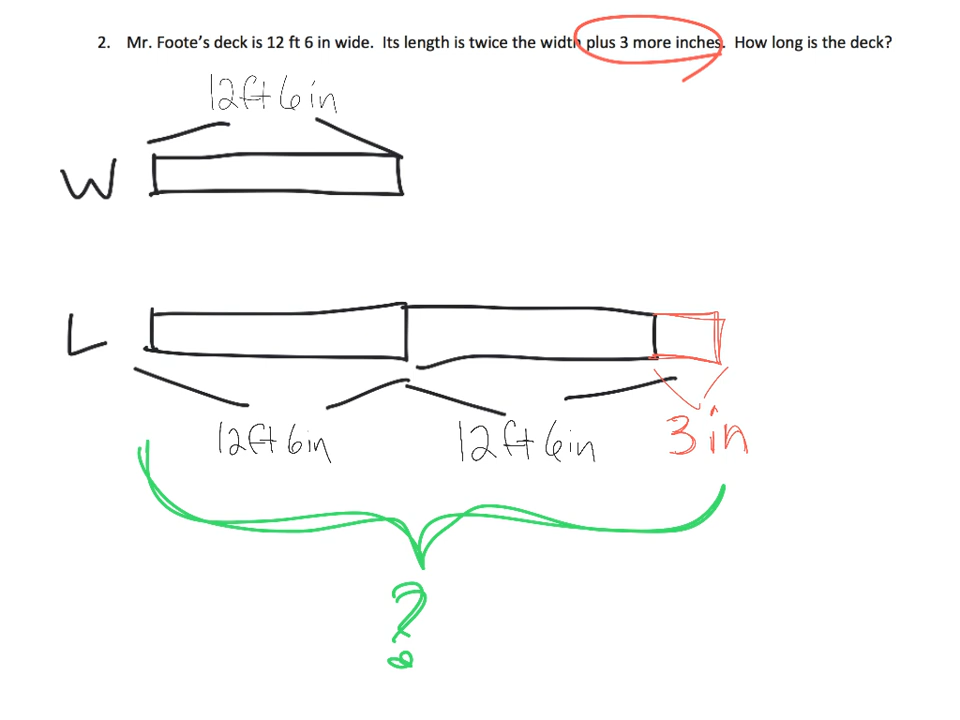 2. Mr. Foote's deck is 12 ft 6 in wide. Its length is twice the width plus 3 more inches. How long is the deck?
12ft 6in
W
L
12ft 6in 12ft 6in 3in
?